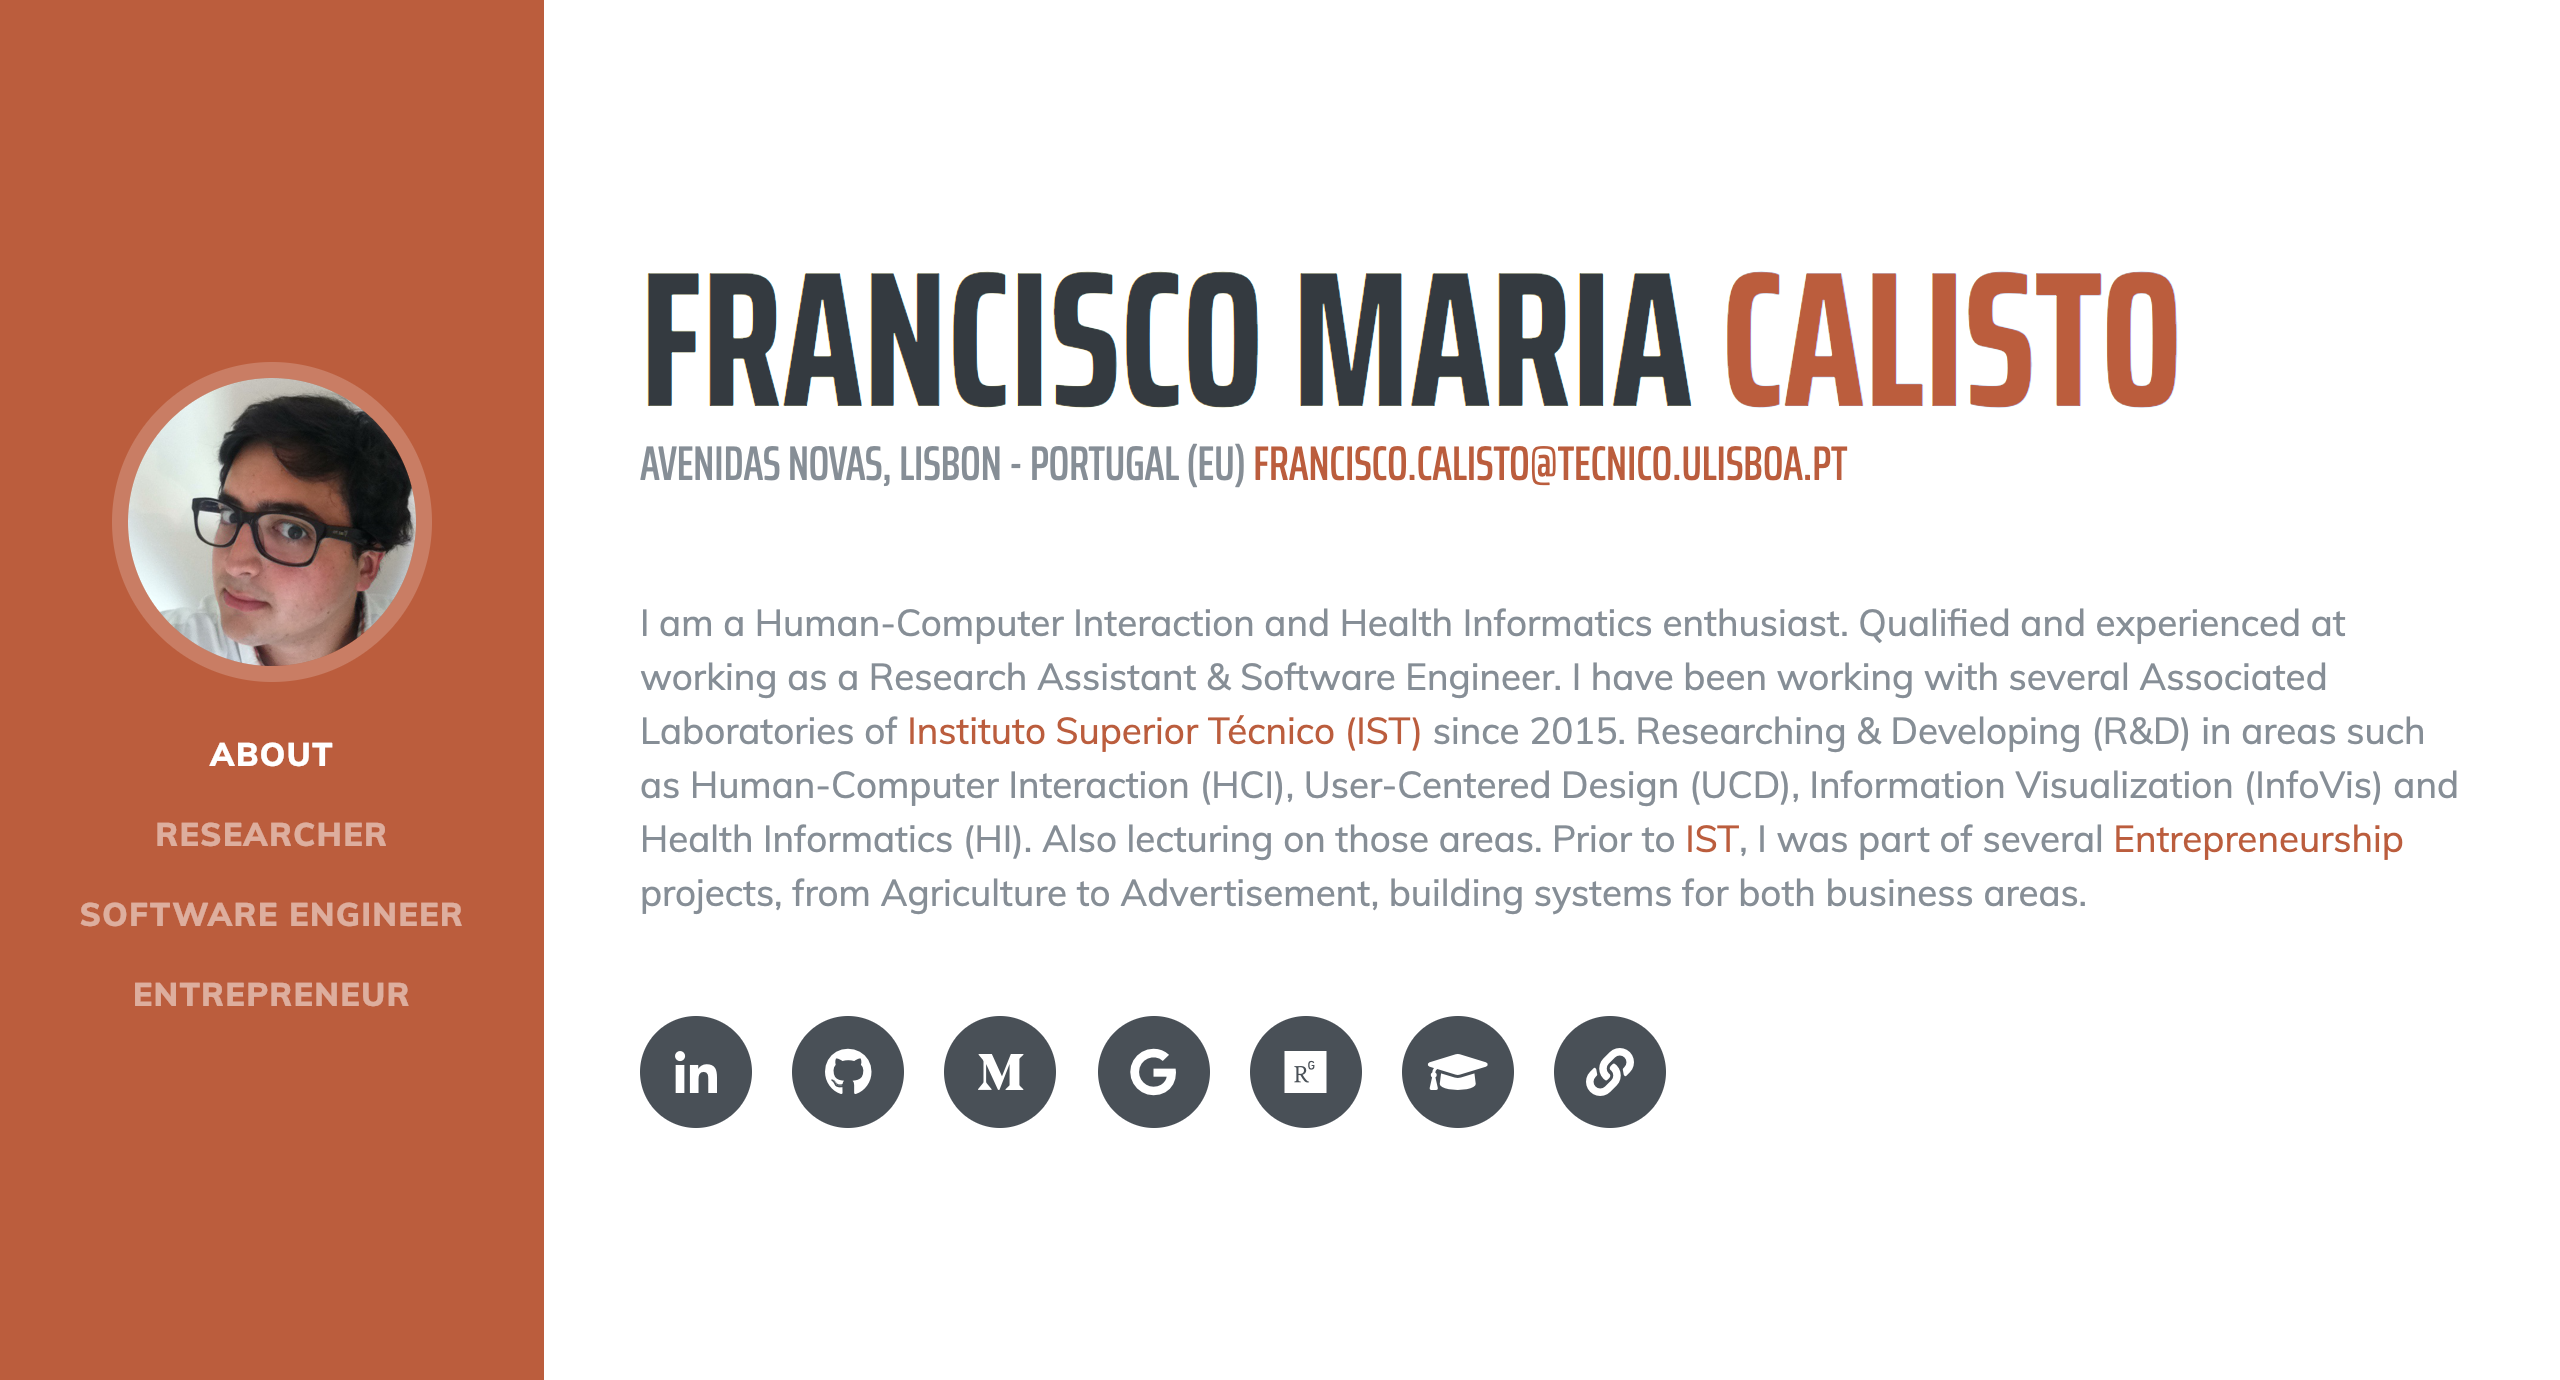 ABOUT
RESEARCHER
SOFTWARE ENGINEER
ENTREPRENEUR
FRANCISCO MARIA CALISTO
AVENIDAS NOVAS, LISBON - PORTUGAL (EU) FRANCISCO.CALISTO@TECNICO.ULISBOA.PT
I am a Human-Computer Interaction and Health Informatics enthusiast. Qualified and experienced at
working as a Research Assistant & Software Engineer. I have been working with several Associated
Laboratories of Instituto Superior Técnico (IST) since 2015. Researching & Developing (R&D) in areas such
as Human-Computer Interaction (HCI), User-Centered Design (UCD), Information Visualization (InfoVis) and
Health Informatics (HI). Also lecturing on those areas. Prior to IST, I was part of several Entrepreneurship
projects, from Agriculture to Advertisement, building systems for both business areas.
in M G RG